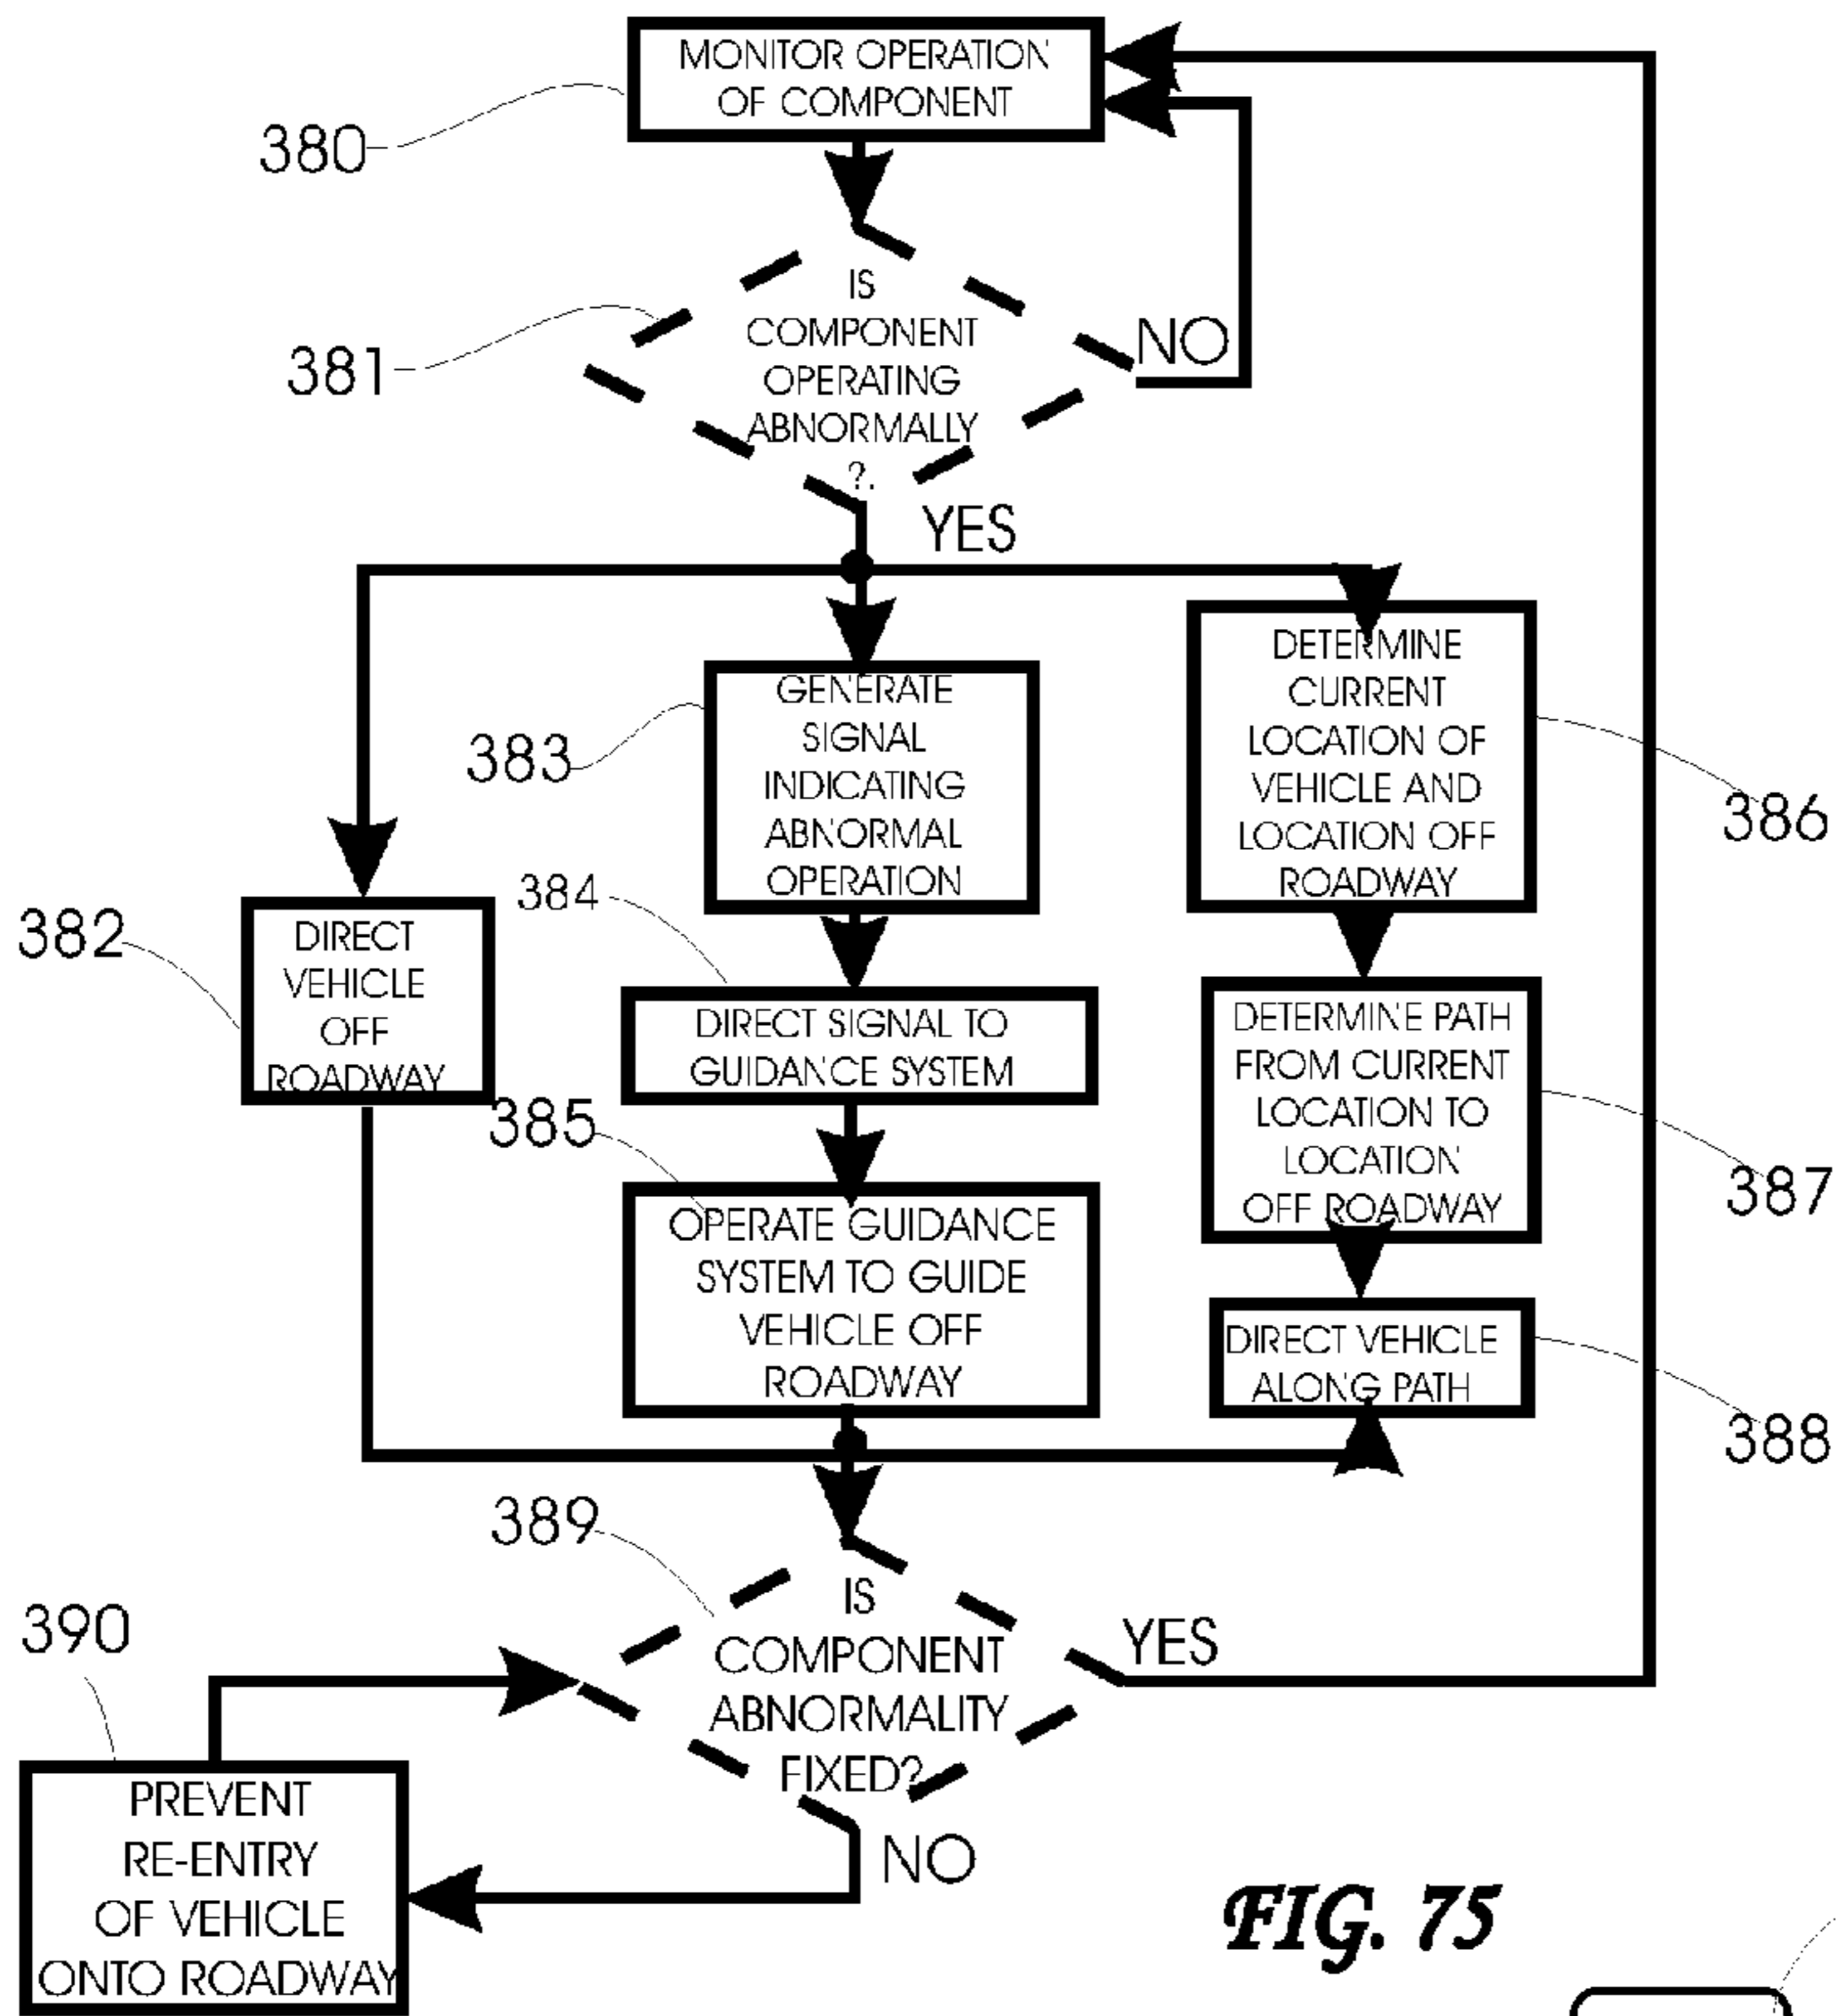 MONITOR OPERATION
OF COMPONENT
380
IS
COMPONENT
OPERATING
ABNORMALLY
?.
381
NO
YES
DIRECT
VEHICLE
OFF
ROADWAY
382
GENERATE
SIGNAL
INDICATING
ABNORMAL
OPERATION
383
DIRECT SIGNAL TO
GUIDANCE SYSTEM
384
OPERATE GUIDANCE
SYSTEM TO GUIDE
VEHICLE OFF
ROADWAY
385
DETERMINE
CURRENT
LOCATION OF
VEHICLE AND
LOCATION OFF
ROADWAY
386
DETERMINE PATH
FROM CURRENT
LOCATION TO
LOCATION
OFF ROADWAY
387
DIRECT VEHICLE
ALONG PATH
388
389
IS
COMPONENT
ABNORMALITY
FIXED?
YES
NO
390
PREVENT
RE-ENTRY
OF VEHICLE
ONTO ROADWAY
FIG. 75